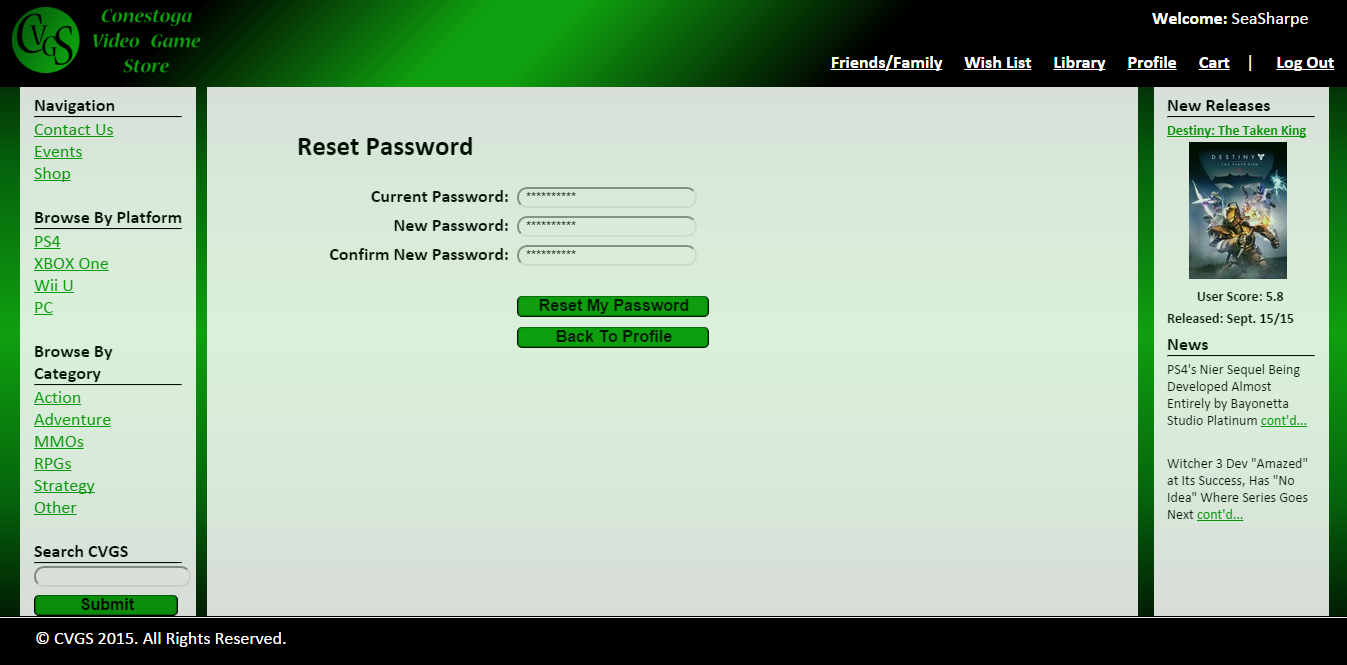 CVGS
Conestoga
Video Game
Store
Welcome: SeaSharpe
Friends/Family Wish List Library Profile Cart | Log Out
Navigation
Contact Us
Events
Shop
Browse By Platform
PS4
XBOX One
Wii U
PC
Browse By
Category
Action
Adventure
MMOs
RPGs
Strategy
Other
Search CVGS
Submit
Reset Password
Current Password: **********
New Password: **********
Confirm New Password: **********
Reset My Password
Back To Profile
New Releases
Destiny: The Taken King
DESTINY
THE TAKEN KING
User Score: 5.8
Released: Sept. 15/15
News
PS4's Nier Sequel Being
Developed Almost
Entirely by Bayonetta
Studio Platinum cont'd...
Witcher 3 Dev "Amazed"
at Its Success, Has "No
Idea" Where Series Goes
Next cont'd...
© CVGS 2015. All Rights Reserved.